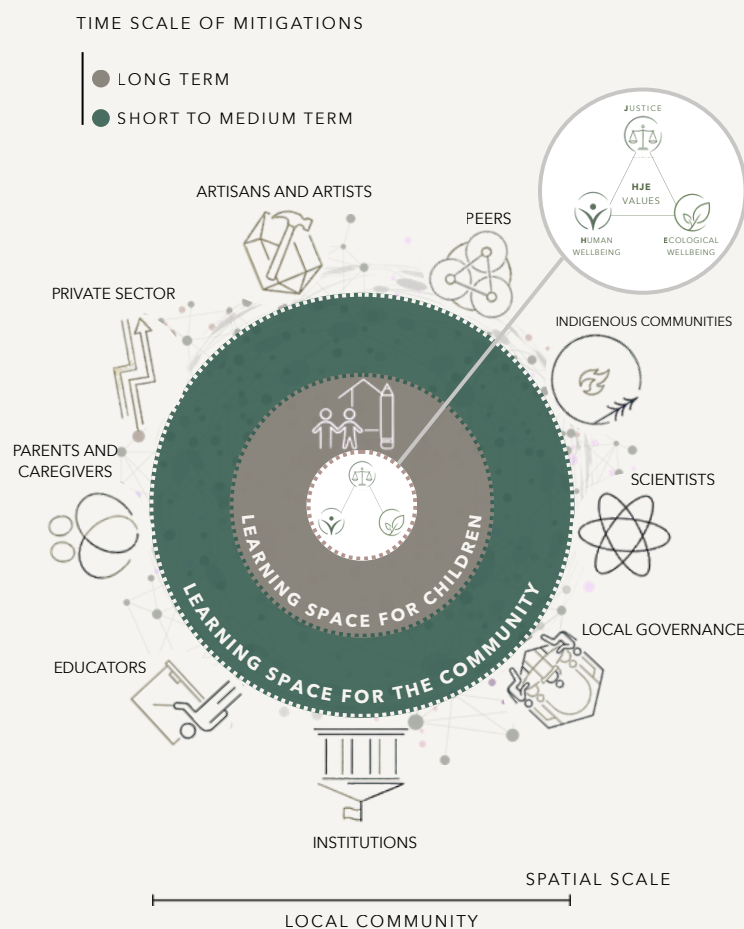 TIME SCALE OF MITIGATIONS
LONG TERM
SHORT TO MEDIUM TERM
JUSTICE
HJE
VALUES
HUMAN
WELLBEING
ECOLOGICAL
WELLBEING
ARTISANS AND ARTISTS
PEERS
PRIVATE SECTOR
INDIGENOUS COMMUNITIES
PARENTS AND
CAREGIVERS
SCIENTISTS
LEARNING SPACE FOR CHILDREN
LEARNING SPACE FOR THE COMMUNITY
LOCAL GOVERNANCE
EDUCATORS
INSTITUTIONS
SPATIAL SCALE
LOCAL COMMUNITY